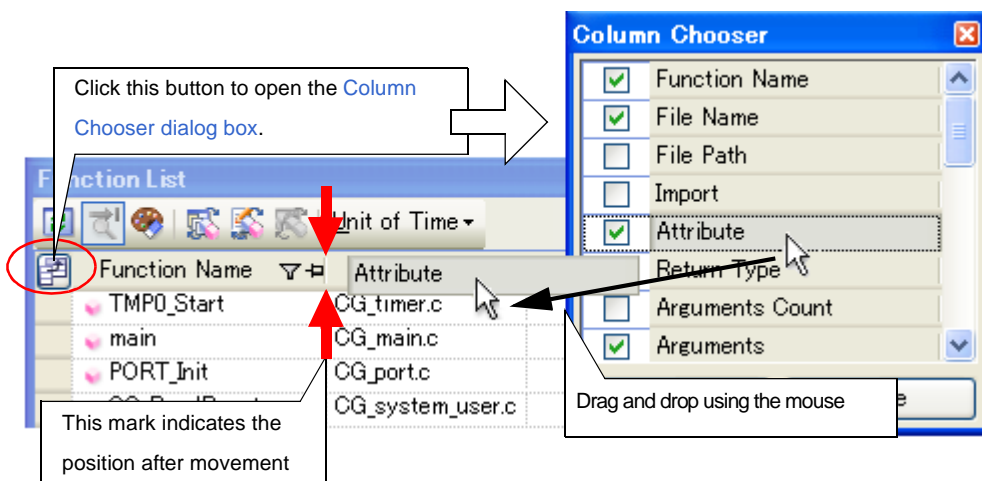 Column Chooser
Function Name
File Name
File Path
Import
Attribute
Return Type
Arguments Count
Arguments
Click this button to open the Column
Chooser dialog box.
Function List
Unit of Time
Function Name
Attribute
TMP0_Start
CG_timer.c
main
CG_main.c
PORT_Init
CG_port.c
CG_system_user.c
This mark indicates the
position after movement
Drag and drop using the mouse